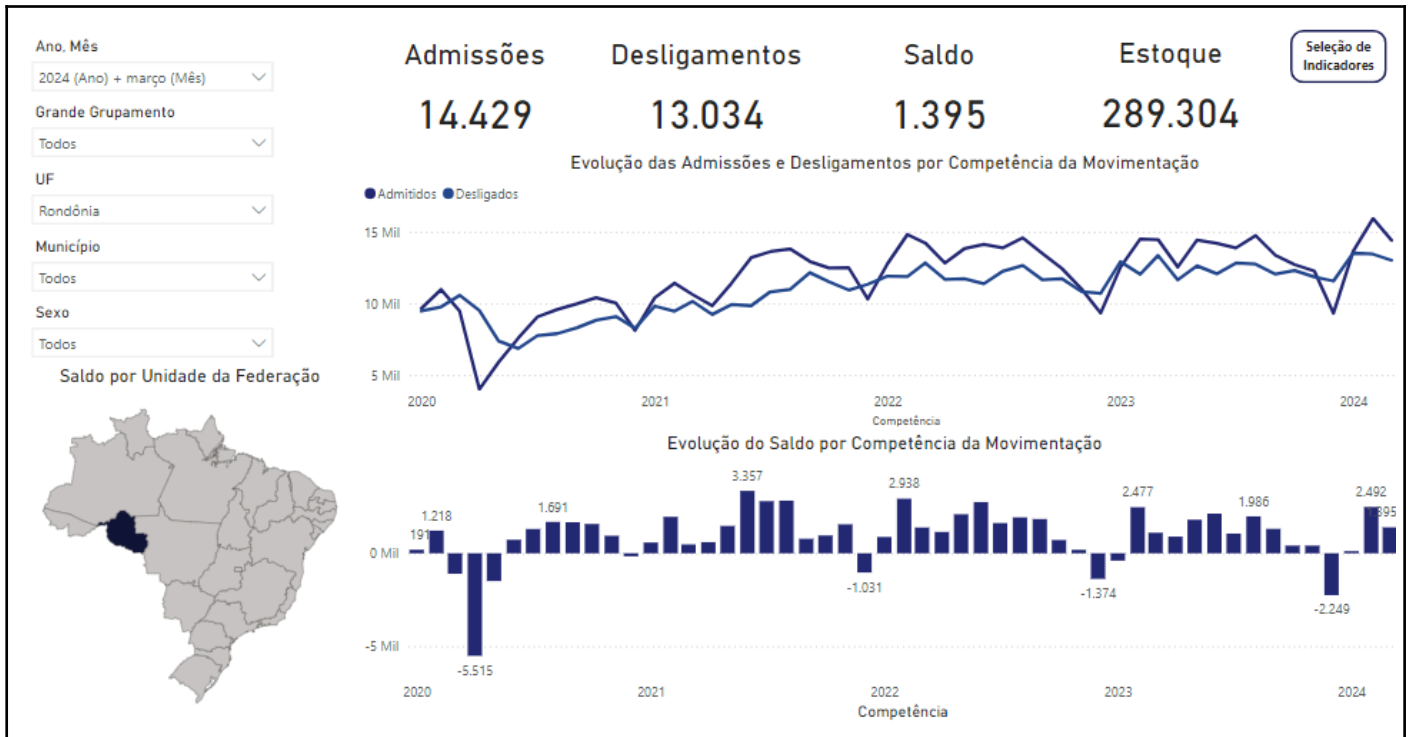 Ano, Mês
2024 (Ano) + março (Mês)
Grande Grupamento
Todos
UF
Rondônia
Município
Todos
Sexo
Todos
Saldo por Unidade da Federação
Admissões
14.429
Desligamentos
13.034
Saldo
1.395
Estoque
289.304
Seleção de
Indicadores
Evolução das Admissões e Desligamentos por Competência da Movimentação
Admitidos Desligados
15 Mil
10 Mil
5 Mil
2020 2021 2022 2023 2024
Competência
Evolução do Saldo por Competência da Movimentação
191
1.218
-5.515
1.691
3.357
-1.031
2.938
-1.374
2.477
1.986
-2.249
2.492
0 Mil
-5 Mil
2020 2021 2022 2023 2024
Competência